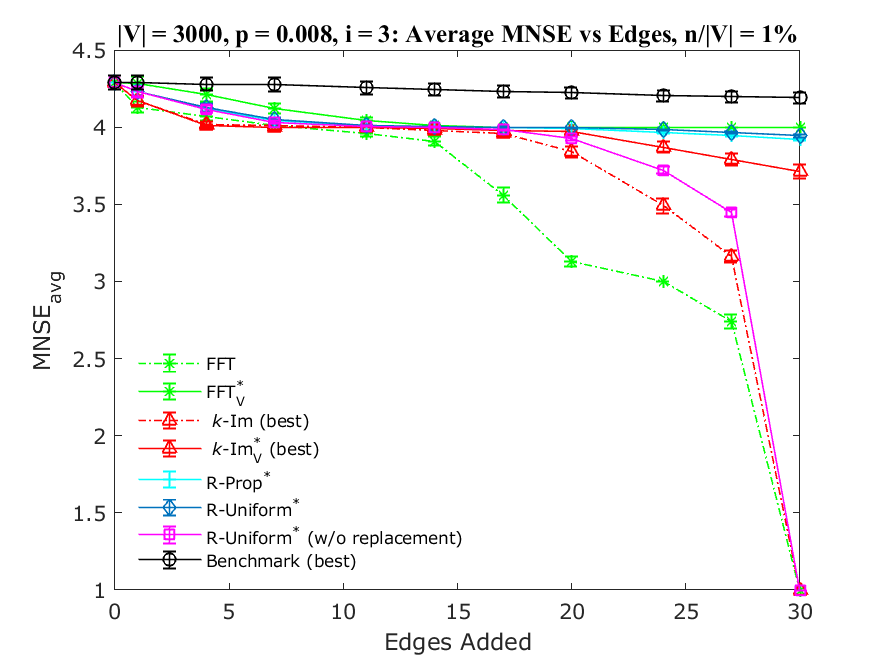 |V| = 3000, p = 0.008, i = 3: Average MNSE vs Edges, n/|V| = 1%
4.5
4
3.5
3
2.5
2
1.5
1
MNSE_avg
FFT
FFT*_V
k-Im (best)
k-Im*_V (best)
R-Prop*
R-Uniform*
R-Uniform* (w/o replacement)
Benchmark (best)
0 5 10 15 20 25 30
Edges Added